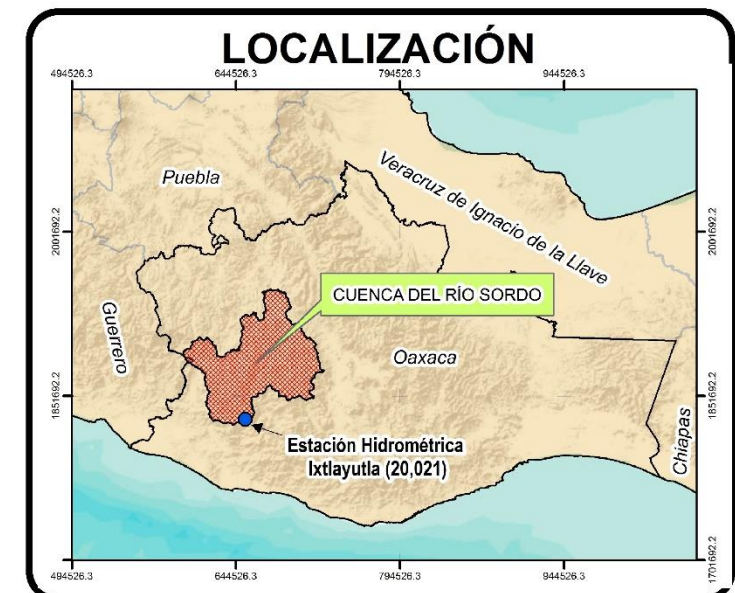 LOCALIZACIÓN
494526.3 644526.3 794526.3 944526.3
Puebla
Veracruz de Ignacio de la Llave
2001692.2 2001692.2
CUENCA DEL RÍO SORDO
Guerrero
Oaxaca
1851692.2 1851692.2
Chiapas
Estación Hidrométrica
Ixtlayutla (20,021)
1701692.2
494526.3 644526.3 794526.3 944526.3